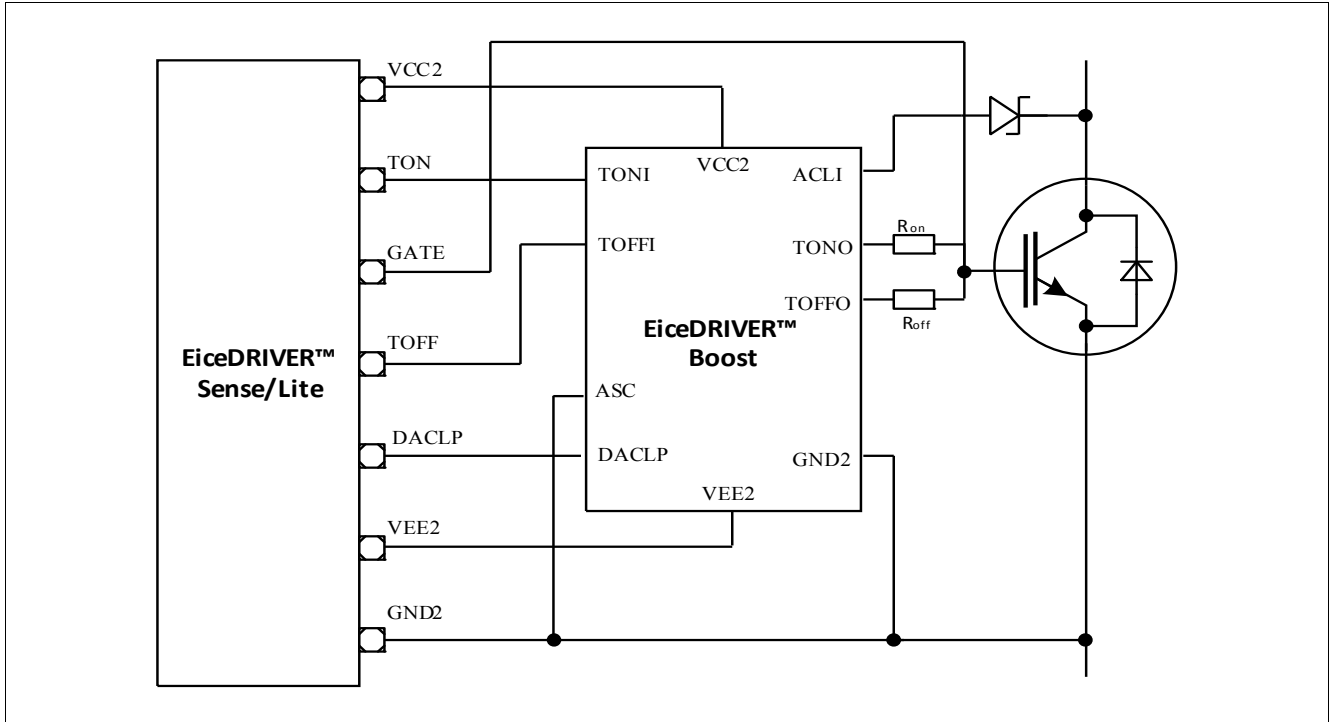 VCC2
TON
GATE
TOFF
DACLP
VEE2
GND2
EiceDRIVER™
Sense/Lite
TONI
VCC2
ACLI
TOFFI
TONO
TOFFO
EiceDRIVER™
Boost
ASC
DACLP
GND2
VEE2
Ron
Roff